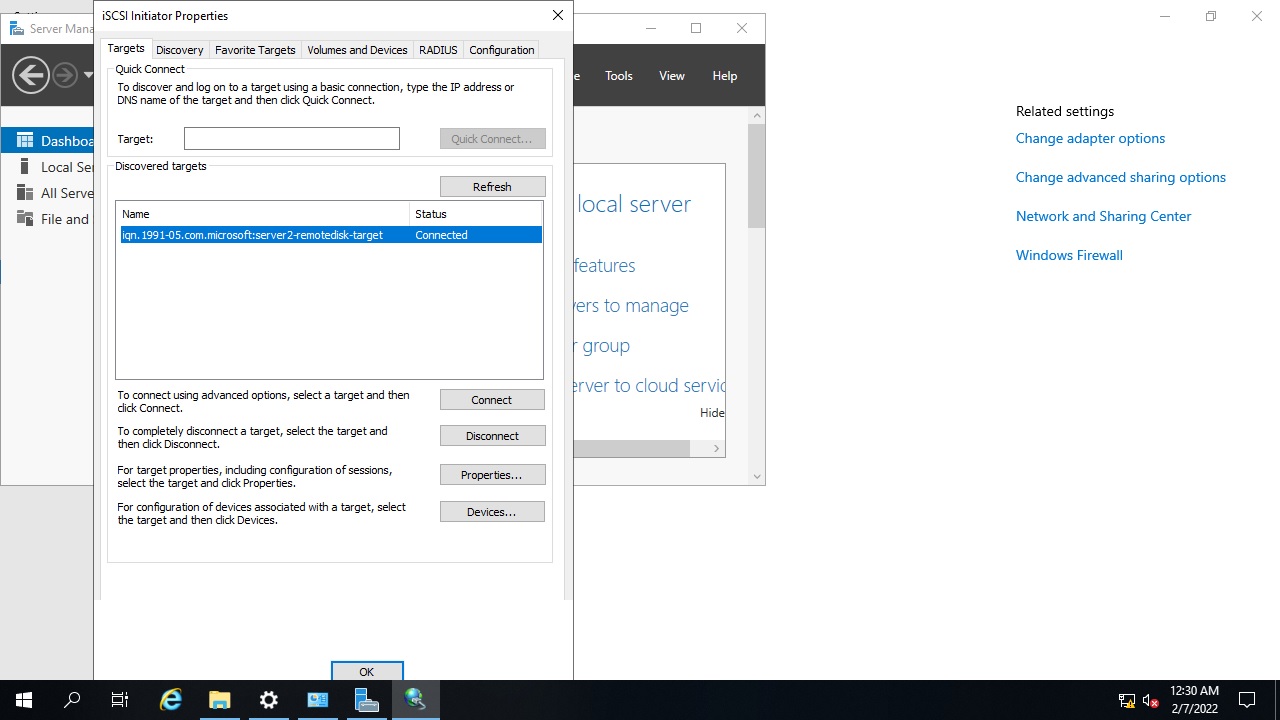 iSCSI Initiator Properties
Server Mana
Targets
Discovery
Favorite Targets
Volumes and Devices
RADIUS
Configuration
Quick Connect
To discover and log on to a target using a basic connection, type the IP address or
DNS name of the target and then click Quick Connect.
Target:
Quick Connect...
Discovered targets
Refresh
Name
Status
iqn.1991-05.com.microsoft:server2-remotedisk-target
Connected
To connect using advanced options, select a target and then
click Connect.
Connect
To completely disconnect a target, select the target and
then click Disconnect.
Disconnect
For target properties, including configuration of sessions,
select the target and click Properties.
Properties...
For configuration of devices associated with a target, select
the target and then click Devices.
Devices...
OK
Dashboa
Local Ser
All Serve
File and
Tools
View
Help
local server
features
vers to manage
r group
erver to cloud servic
Hide
Related settings
Change adapter options
Change advanced sharing options
Network and Sharing Center
Windows Firewall
12:30 AM
2/7/2022